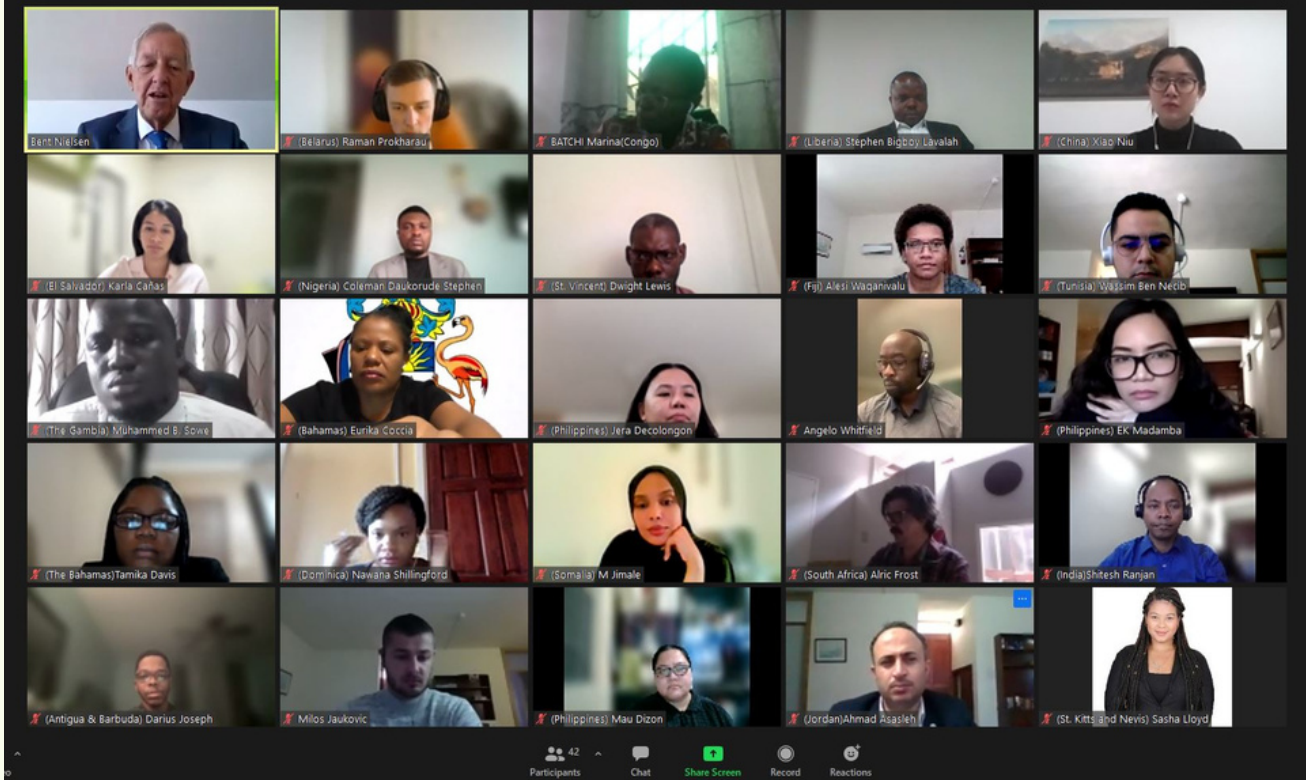 Bent Nielsen
(Belarus) Raman Prokharau
BATCHI Marina(Congo)
(Liberia) Stephen Bigboy Lavalah
(China) Xiao Niu
(El Salvador) Karla Cañas
(Nigeria) Coleman Daukorude Stephen
(St. Vincent) Dwight Lewis
(Fiji) Alesi Waqanivalu
(Tunisia) Wassim Ben Necib
(The Gambia) Muhammed B. Sowe
(Bahamas) Eurika Coccia
(Philippines) Jera Decolongon
Angelo Whitfield
(Philippines) EK Madamba
(The Bahamas)Tamika Davis
(Dominica) Nawana Shillingford
(Somalia) M Jimale
(South Africa) Alric Frost
(India)Shitesh Ranjan
(Antigua & Barbuda) Darius Joseph
Milos Jaukovic
(Philippines) Mau Dizon
(Jordan)Ahmad Asasleh
(St. Kitts and Nevis) Sasha Lloyd
42
Participants
Chat
Share Screen
Record
Reactions